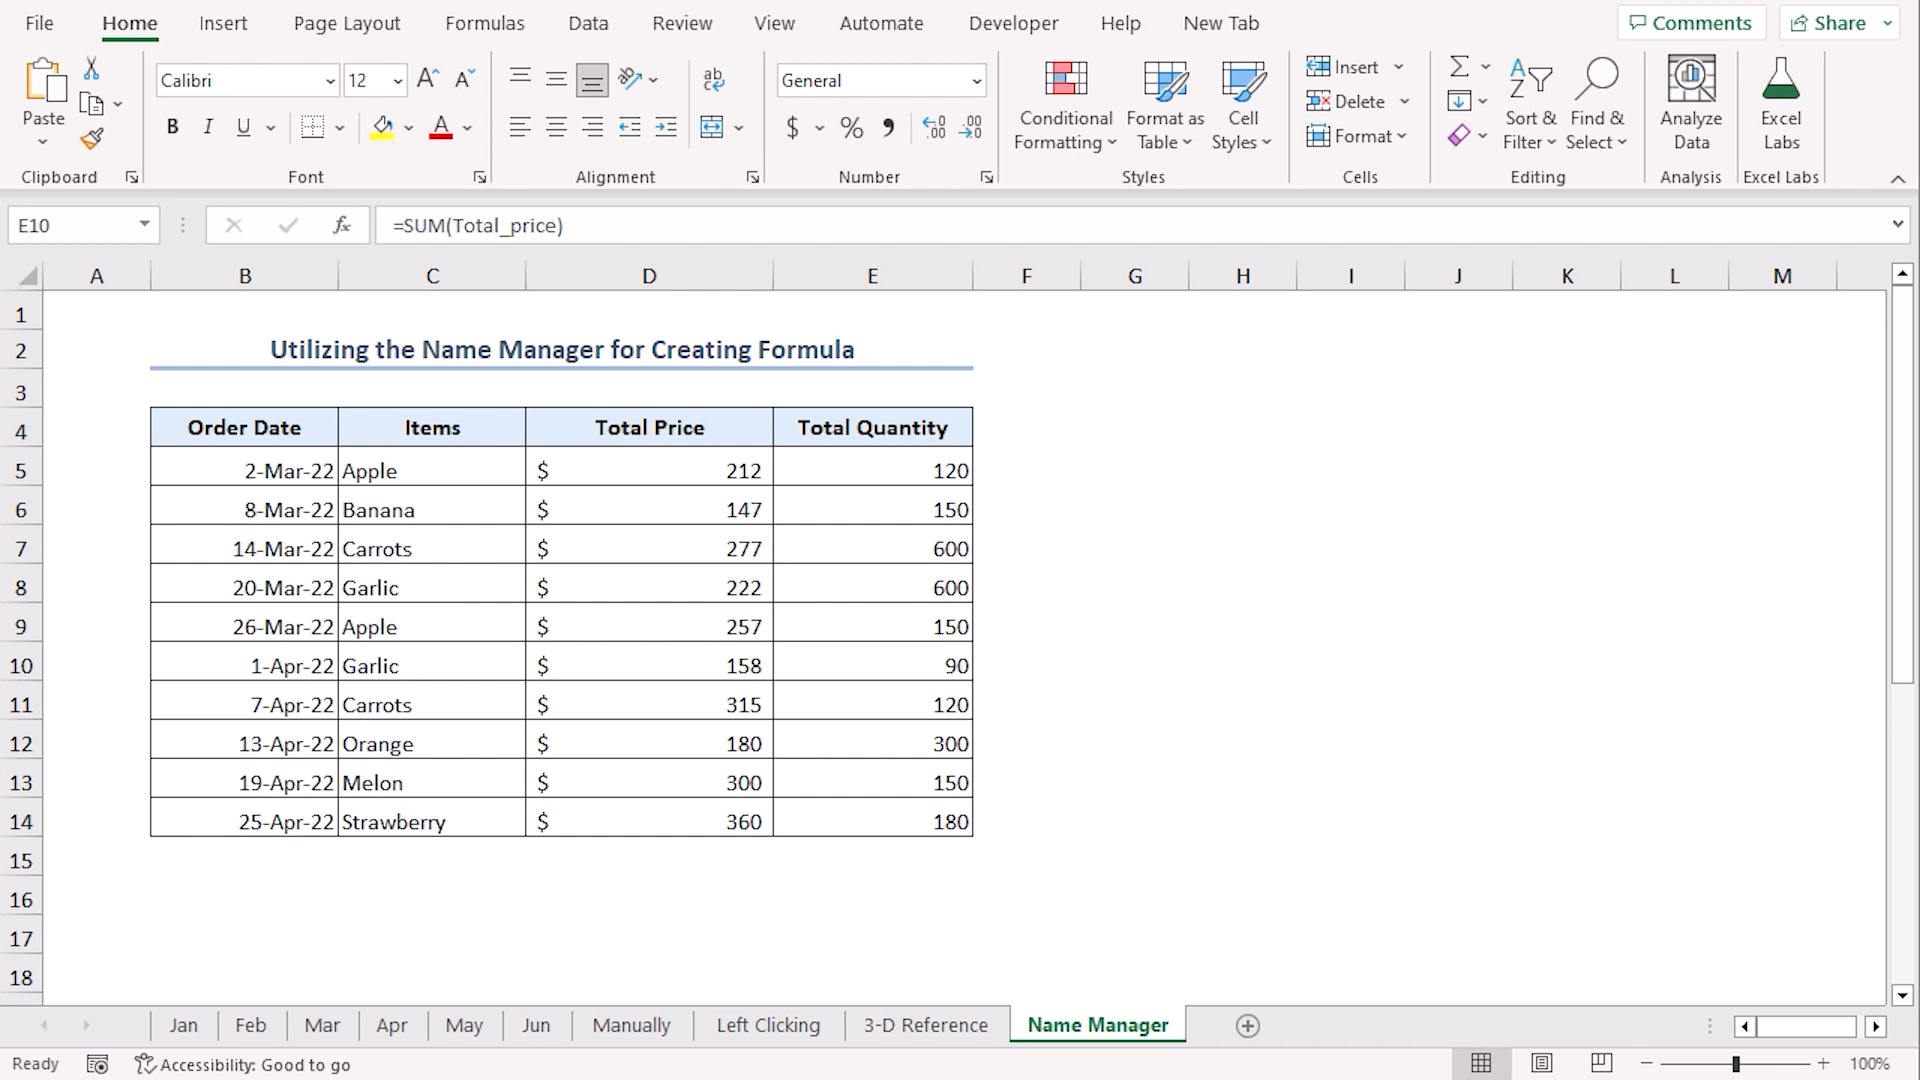 File Home Insert Page Layout Formulas Data Review View Automate Developer Help New Tab Comments Share
Paste
Clipboard
Calibri 12
B I U A
Font
ab
Alignment
General
$ % 9
Number
Conditional Formatting
Format as Table
Cell Styles
Styles
Insert
Delete
Format
Cells
Sort & Filter
Find & Select
Editing
Analyze Data
Analysis
Excel Labs
Excel Labs
E10 fx =SUM(Total_price)
A B C D E F G H I J K L M
1
2 Utilizing the Name Manager for Creating Formula
3
4 Order Date Items Total Price Total Quantity
5 2-Mar-22 Apple $ 212 120
6 8-Mar-22 Banana $ 147 150
7 14-Mar-22 Carrots $ 277 600
8 20-Mar-22 Garlic $ 222 600
9 26-Mar-22 Apple $ 257 150
10 1-Apr-22 Garlic $ 158 90
11 7-Apr-22 Carrots $ 315 120
12 13-Apr-22 Orange $ 180 300
13 19-Apr-22 Melon $ 300 150
14 25-Apr-22 Strawberry $ 360 180
15
16
17
18
Jan Feb Mar Apr May Jun Manually Left Clicking 3-D Reference Name Manager
Ready Accessibility: Good to go 100%